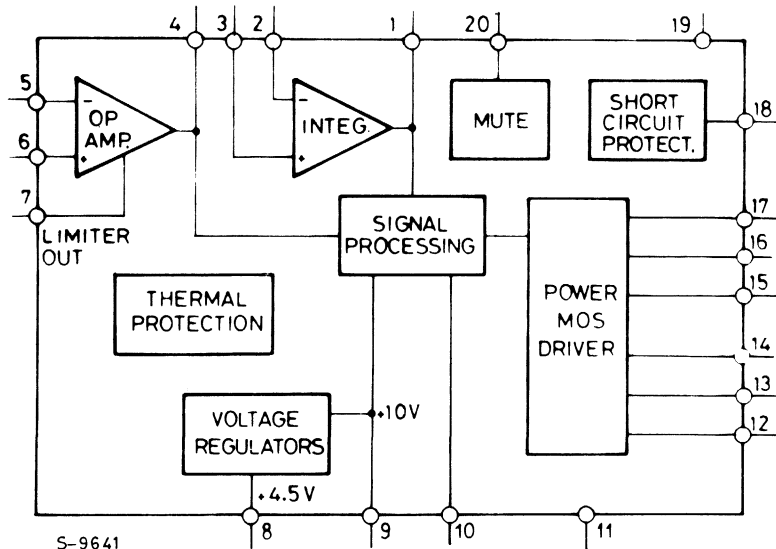 4
3
2
1
20
19
5
OP
AMP.
-
+
6
7
LIMITER
OUT
INTEG.
-
+
MUTE
SHORT
CIRCUIT
PROTECT.
18
SIGNAL
PROCESSING
17
16
15
14
13
12
POWER
MOS
DRIVER
THERMAL
PROTECTION
VOLTAGE
REGULATORS
+10V
+4.5V
8
9
10
11
S-9641